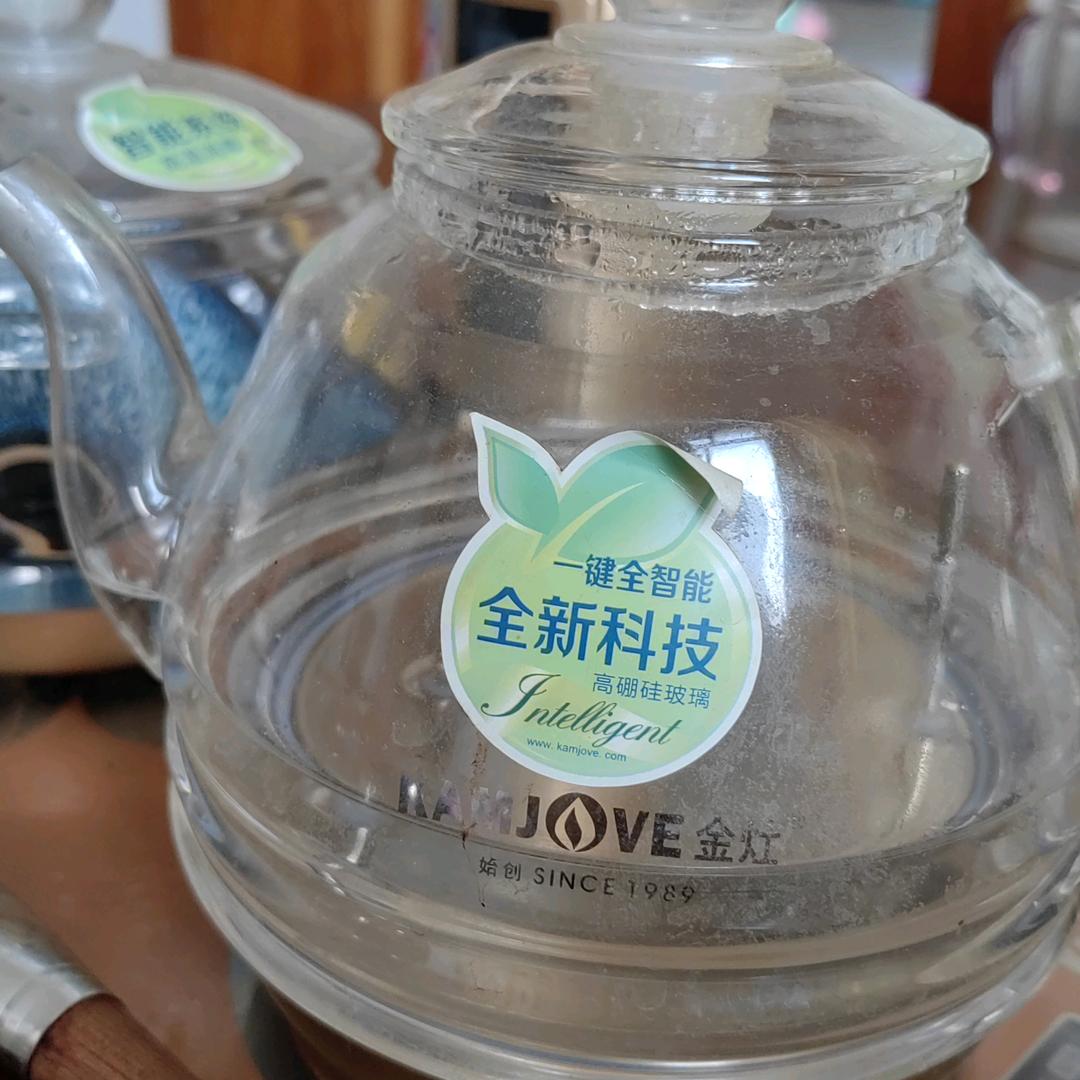 一键全智能
全新科技
高硼硅玻璃
Intelligent
www.kamjove.com
KAMJOVE 金灶
始创 SINCE 1989